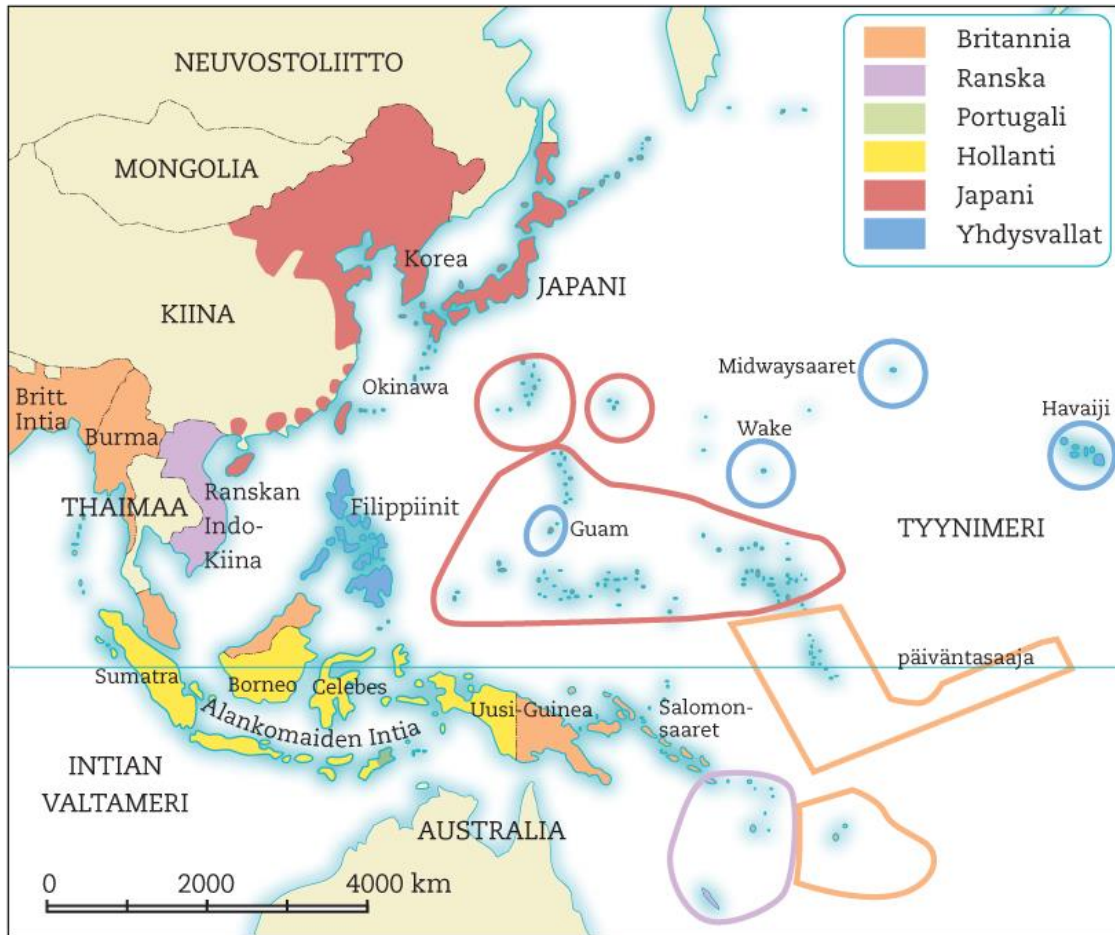 NEUVOSTOLIITTO
MONGOLIA
KIINA
Korea
JAPANI
Okinawa
Britt.
Intia
Burma
THAIMAA
Ranskan
Indo-
Kiina
Filippiinit
Guam
Wake
Midwaysaaret
Havaiji
TYYNIMERI
päiväntasaaja
Sumatra
Borneo
Celebes
Alankomaiden Intia
Uusi-Guinea
Salomon-
saaret
INTIAN
VALTAMERI
AUSTRALIA
0 2000 4000 km
Britannia
Ranska
Portugali
Hollanti
Japani
Yhdysvallat